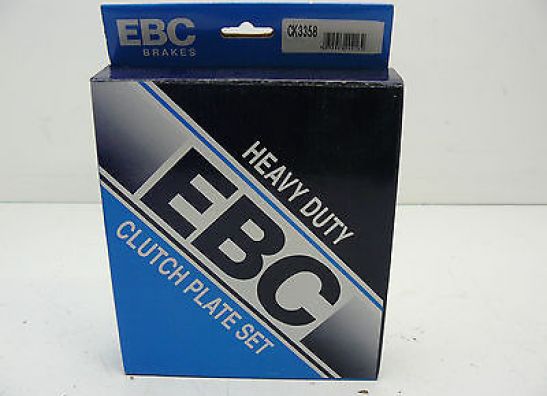 EBC
BRAKES
CK3358
HEAVY DUTY
EBC
CLUTCH PLATE SET